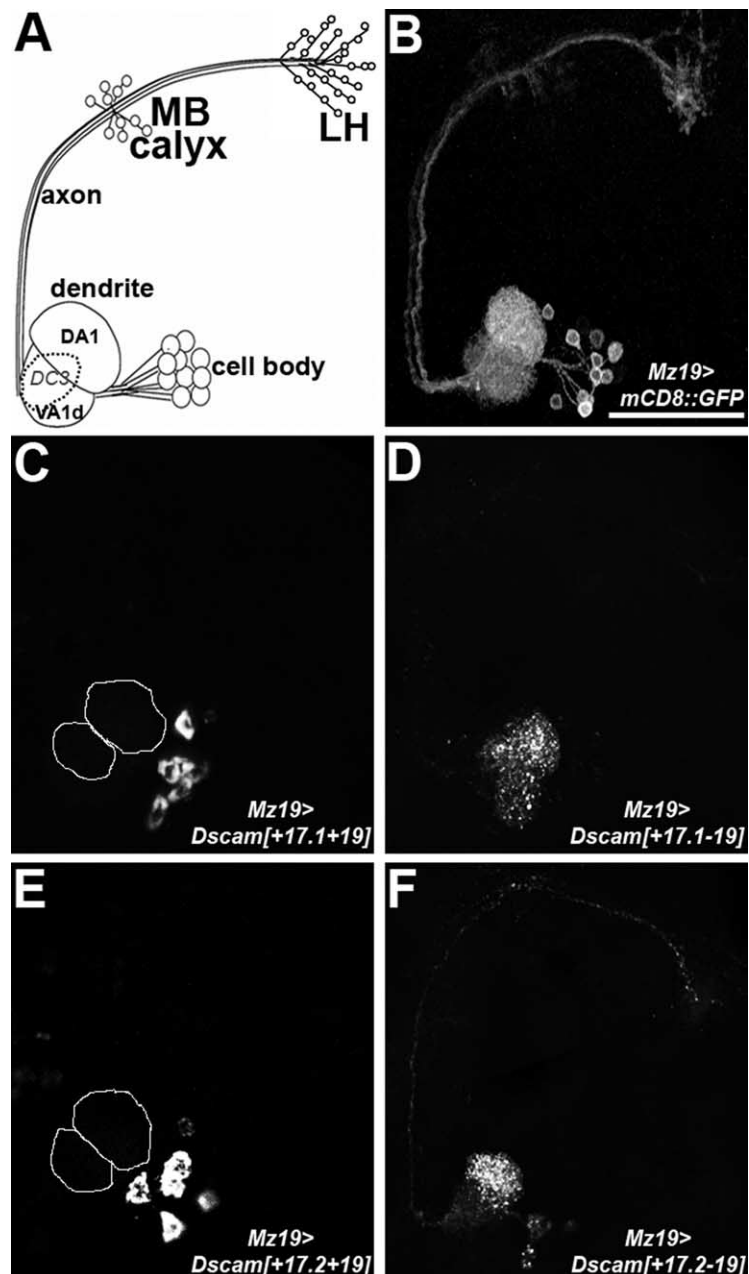 A
MB
calyx
LH
axon
dendrite
DA1
DC3
VA1d
cell body
B
Mz19>
mCD8::GFP
C
Mz19>
Dscam[+17.1+19]
D
Mz19>
Dscam[+17.1-19]
E
Mz19>
Dscam[+17.2+19]
F
Mz19>
Dscam[+17.2-19]